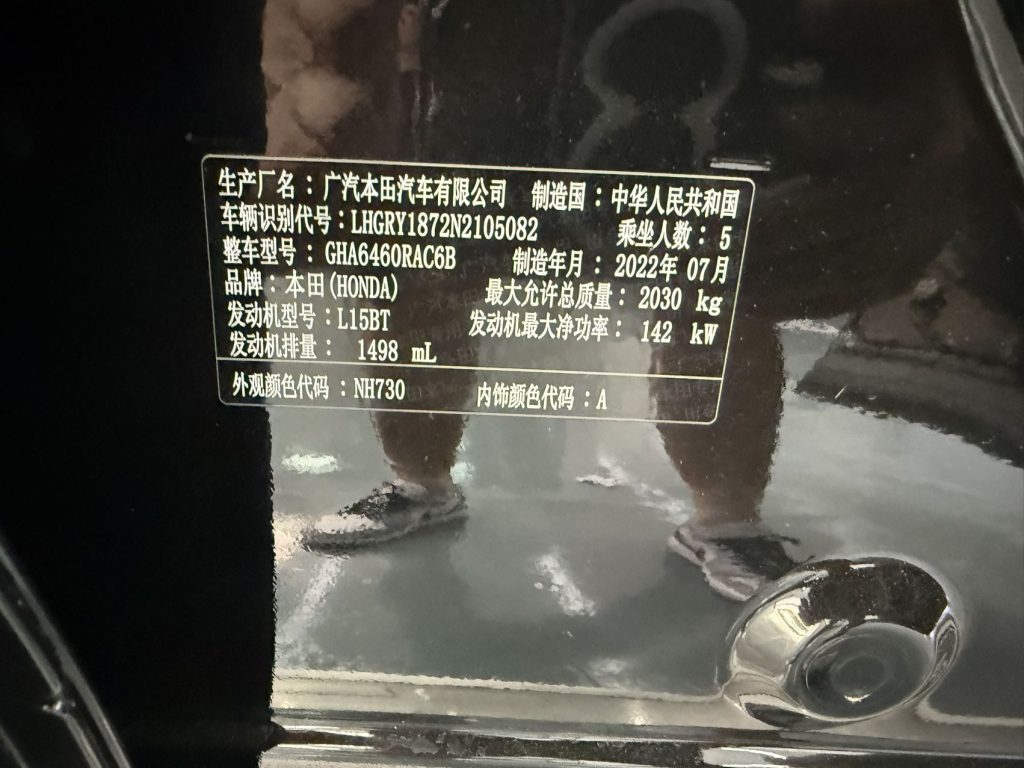 生产厂名：广汽本田汽车有限公司 制造国：中华人民共和国
车辆识别代号：LHGRY1872N2105082 乘坐人数：5
整车型号：GHA6460RAC6B 制造年月：2022年07月
品牌：本田(HONDA) 最大允许总质量：2030 kg
发动机型号：L15BT 发动机最大净功率：142 kW
发动机排量：1498 mL
外观颜色代码：NH730 内饰颜色代码：A